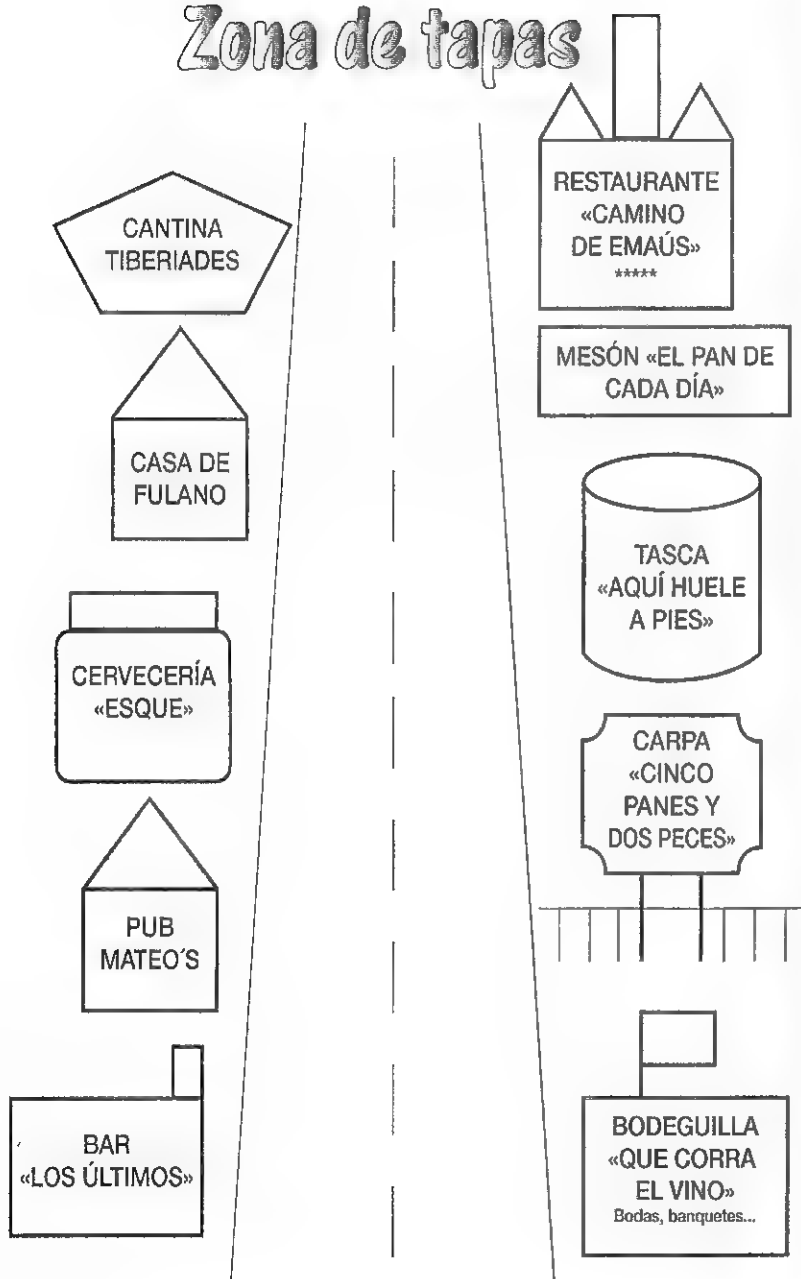 Zona de tapas
CANTINA
TIBERIADES
CASA DE
FULANO
CERVECERÍA
«ESQUE»
PUB
MATEO´S
BAR
«LOS ÚLTIMOS»
RESTAURANTE
«CAMINO
DE EMAÚS»
*****
MESÓN «EL PAN DE
CADA DÍA»
TASCA
«AQUÍ HUELE
A PIES»
CARPA
«CINCO
PANES Y
DOS PECES»
BODEGUILLA
«QUE CORRA
EL VINO»
Bodas, banquetes...